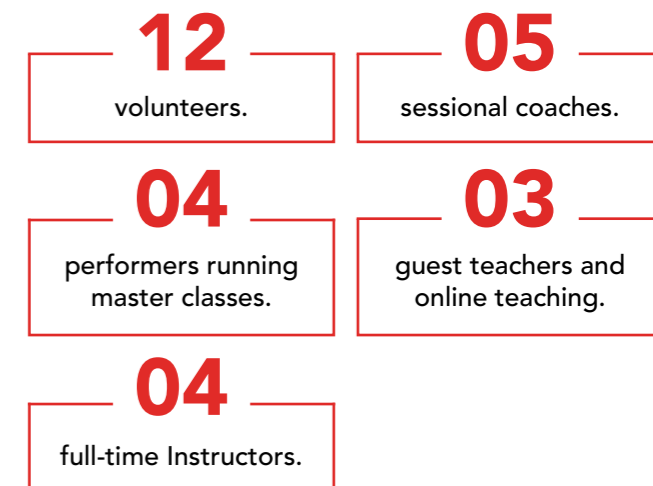 12
volunteers.
05
sessional coaches.
04
performers running
master classes.
03
guest teachers and
online teaching.
04
full-time Instructors.